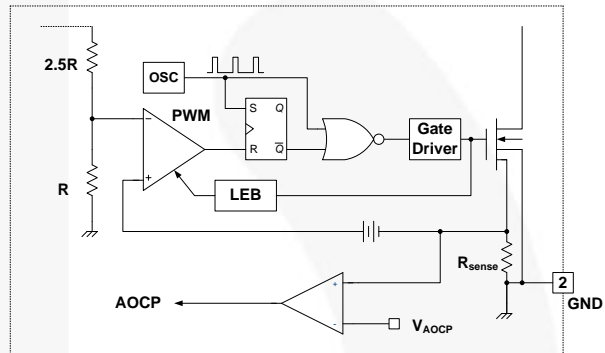 2.5R
OSC
PWM
S Q
R Q̅
Gate
Driver
R
LEB
− +
Rsense
2
GND
AOCP
+ -
VAOCP